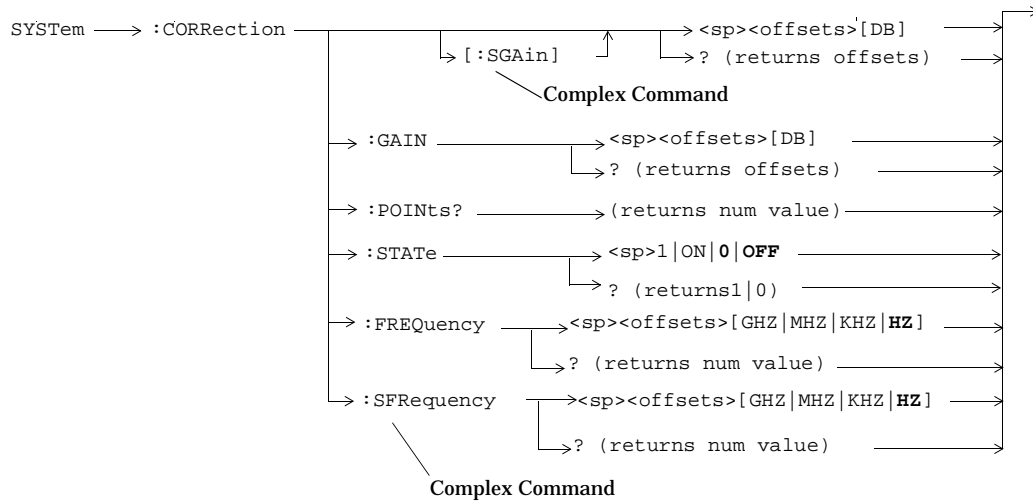 SYSTem :CORRection <sp><offsets>[DB]
[:SGAin] ? (returns offsets)
Complex Command
:GAIN <sp><offsets>[DB]
? (returns offsets)
:POINts? (returns num value)
:STATe <sp>1|ON|0|OFF
? (returns1|0)
:FREQuency <sp><offsets>[GHZ|MHZ|KHZ|HZ]
? (returns num value)
:SFRequency <sp><offsets>[GHZ|MHZ|KHZ|HZ]
? (returns num value)
Complex Command